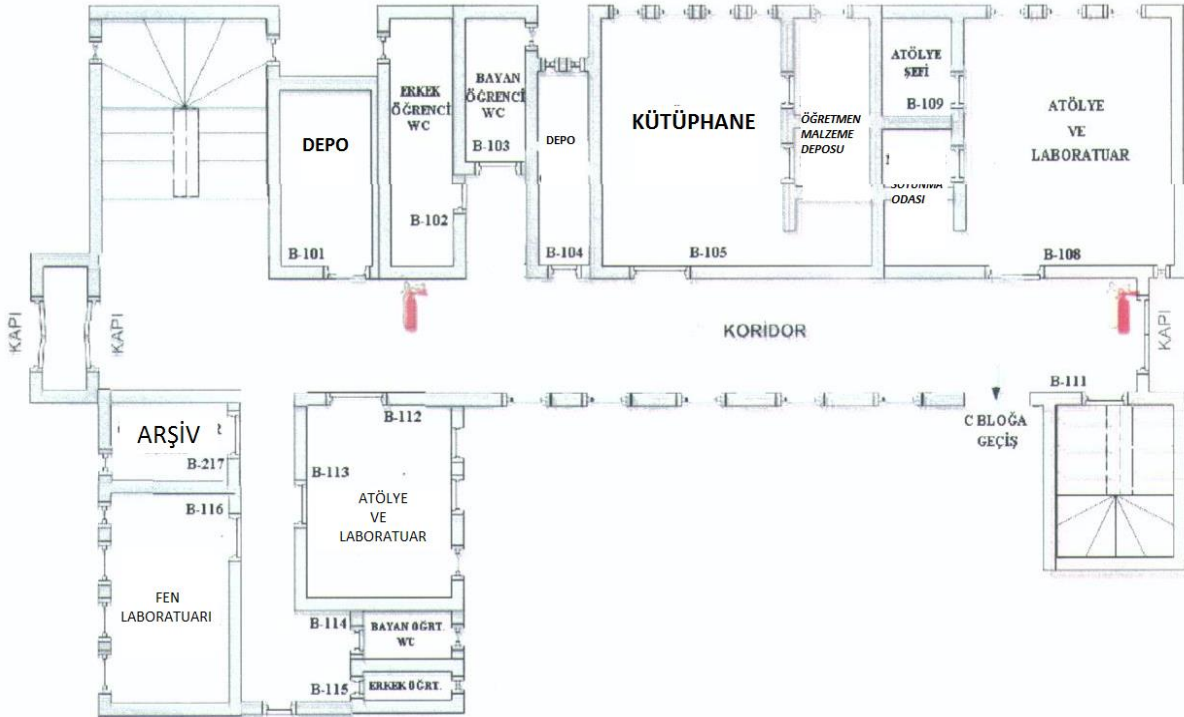 ERKEK
ÖĞRENCİ
WC
B-102
BAYAN
ÖĞRENCİ
WC
B-103
DEPO
B-101
DEPO
B-104
KÜTÜPHANE
B-105
ÖĞRETMEN
MALZEME
DEPOSU
ATÖLYE
ŞEFİ
B-109
ODASI
ATÖLYE
VE
LABORATUAR
B-108
KAPI
KAPI
KORİDOR
KAPI
B-111
C BLOĞA
GEÇİŞ
ARŞİV
B-217
B-116
FEN
LABORATUARI
B-112
B-113
ATÖLYE
VE
LABORATUAR
B-114
BAYAN ÖĞRT.
WC
B-115
ERKEK ÖĞRT.